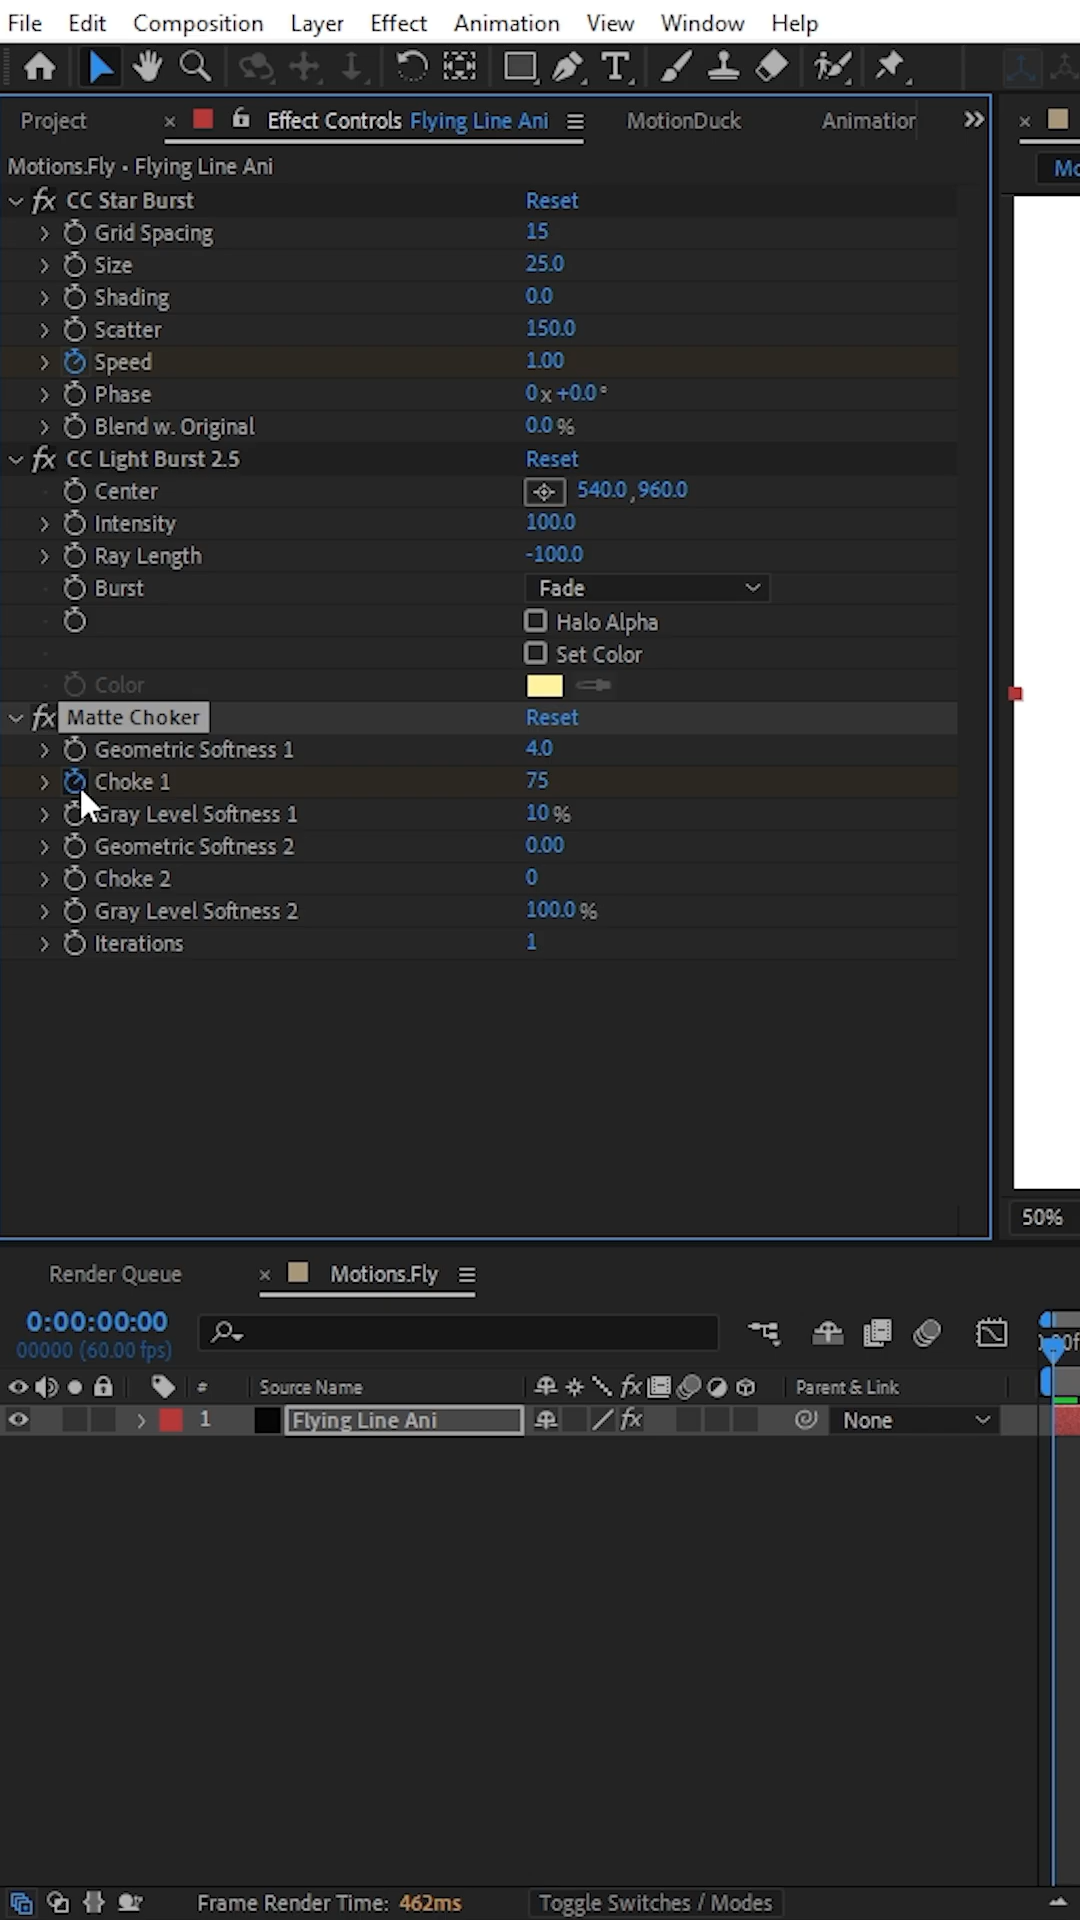 File Edit Composition Layer Effect Animation View Window Help
Project × Effect Controls Flying Line Ani MotionDuck Animation ×
Motions.Fly • Flying Line Ani
fx CC Star Burst Reset
Grid Spacing 15
Size 25.0
Shading 0.0
Scatter 150.0
Speed 1.00
Phase 0x+0.0°
Blend w. Original 0.0%
fx CC Light Burst 2.5 Reset
Center 540.0,960.0
Intensity 100.0
Ray Length -100.0
Burst Fade
Halo Alpha
Set Color
Color
fx Matte Choker Reset
Geometric Softness 1 4.0
Choke 1 75
Gray Level Softness 1 10%
Geometric Softness 2 0.00
Choke 2 0
Gray Level Softness 2 100.0%
Iterations 1
50%
Render Queue × Motions.Fly
0:00:00:00
00000 (60.00 fps)
# Source Name fx Parent & Link
1 Flying Line Ani fx None
Frame Render Time: 462ms Toggle Switches / Modes